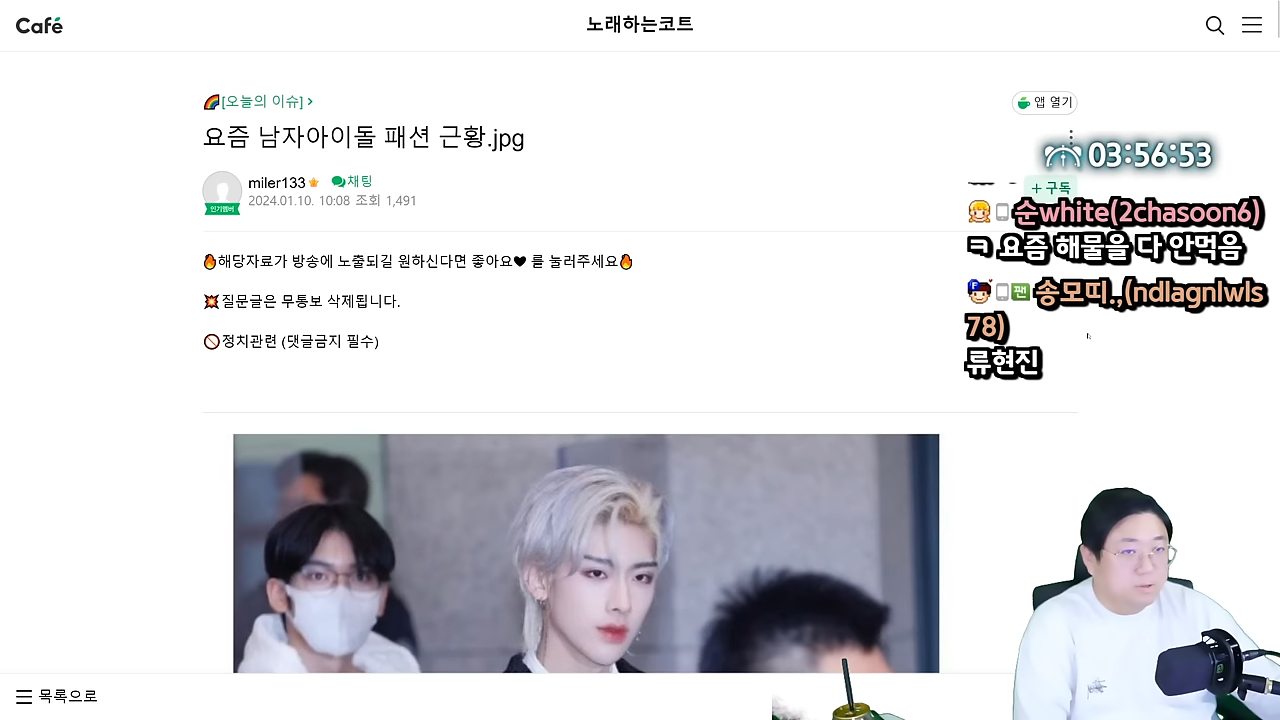 Café
노래하는코트
[오늘의 이슈] >
앱 열기
요즘 남자아이돌 패션 근황.jpg
03:56:53
miler133
채팅
인기멤버
2024.01.10. 10:08 조회 1,491
+ 구독
순white(2chasoon6)
ㅋ 요즘 해물을 다 안먹음
🔥해당자료가 방송에 노출되길 원하신다면 좋아요🖤 를 눌러주세요🔥
팬 송모띠.,(ndlagnlwls
78)
류현진
💥질문글은 무통보 삭제됩니다.
🚫정치관련 (댓글금지 필수)
목록으로